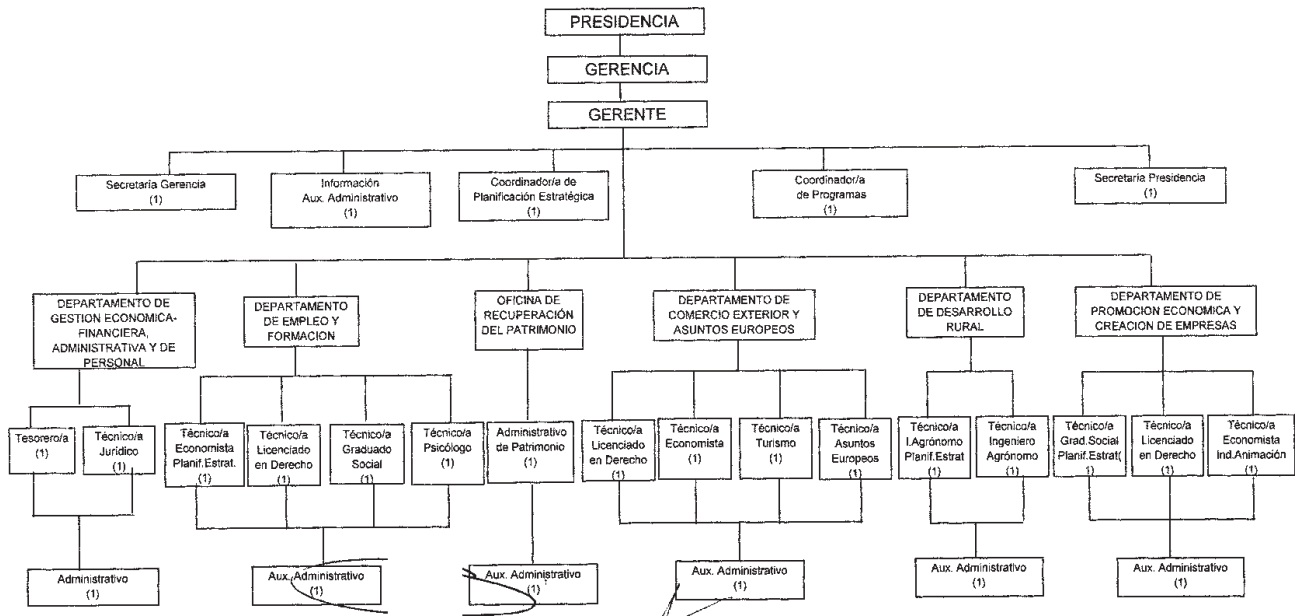 PRESIDENCIA
GERENCIA
GERENTE
Secretaria Gerencia
(1)
Información
Aux. Administrativo
(1)
Coordinador/a de
Planificación Estratégica
(1)
Coordinador/a
de Programas
(1)
Secretaria Presidencia
(1)
DEPARTAMENTO DE
GESTION ECONOMICA-
FINANCIERA,
ADMINISTRATIVA Y DE
PERSONAL
DEPARTAMENTO
DE EMPLEO Y
FORMACION
OFICINA DE
RECUPERACIÓN
DEL PATRIMONIO
DEPARTAMENTO DE
COMERCIO EXTERIOR Y
ASUNTOS EUROPEOS
DEPARTAMENTO
DE DESARROLLO
RURAL
DEPARTAMENTO DE
PROMOCION ECONOMICA Y
CREACION DE EMPRESAS
Tesorero/a
(1)
Técnico/a
Jurídico
(1)
Técnico/a
Economista
Planif.Estrat.
(1)
Técnico/a
Licenciado
en Derecho
(1)
Técnico/a
Graduado
Social
(1)
Técnico/a
Psicólogo
(1)
Administrativo
de Patrimonio
(1)
Técnico/a
Licenciado
en Derecho
(1)
Técnico/a
Economista
(1)
Técnico/a
Turismo
(1)
Técnico/a
Asuntos
Europeos
(1)
Técnico/a
I.Agrónomo
Planif.Estrat
(1)
Técnico/a
Ingeniero
Agrónomo
(1)
Técnico/a
Grad.Social
Planif.Estrat(
(1)
Técnico/a
Licenciado
en Derecho
(1)
Técnico/a
Economista
Ind.Animación
(1)
Administrativo
(1)
Aux. Administrativo
(1)
Aux. Administrativo
(1)
Aux. Administrativo
(1)
Aux. Administrativo
(1)
Aux. Administrativo
(1)